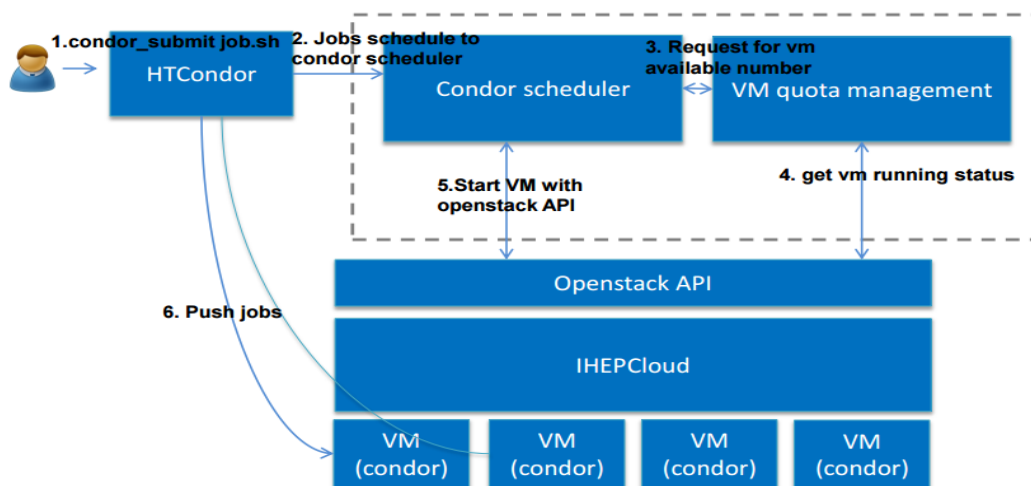 1.condor_submit job.sh
HTCondor
2. Jobs schedule to
condor scheduler
Condor scheduler
3. Request for vm
available number
VM quota management
5.Start VM with
openstack API
4. get vm running status
Openstack API
6. Push jobs
IHEPCloud
VM
(condor)
VM
(condor)
VM
(condor)
VM
(condor)